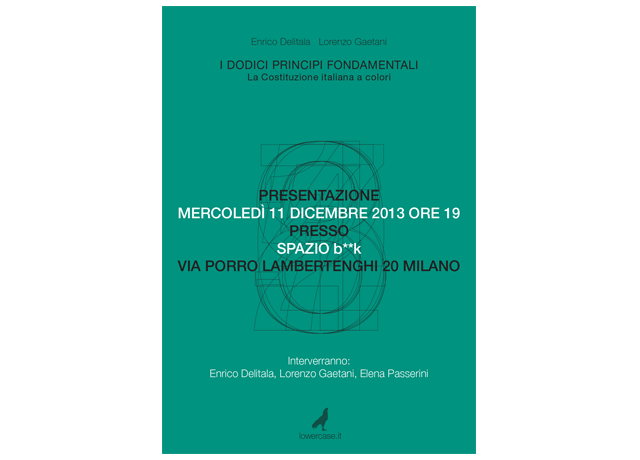 Enrico Delitala Lorenzo Gaetani
I DODICI PRINCIPI FONDAMENTALI
La Costituzione italiana a colori
PRESENTAZIONE
MERCOLEDÌ 11 DICEMBRE 2013 ORE 19
PRESSO
SPAZIO b**k
VIA PORRO LAMBERTENGHI 20 MILANO
Interverranno:
Enrico Delitala, Lorenzo Gaetani, Elena Passerini
lowercase.it